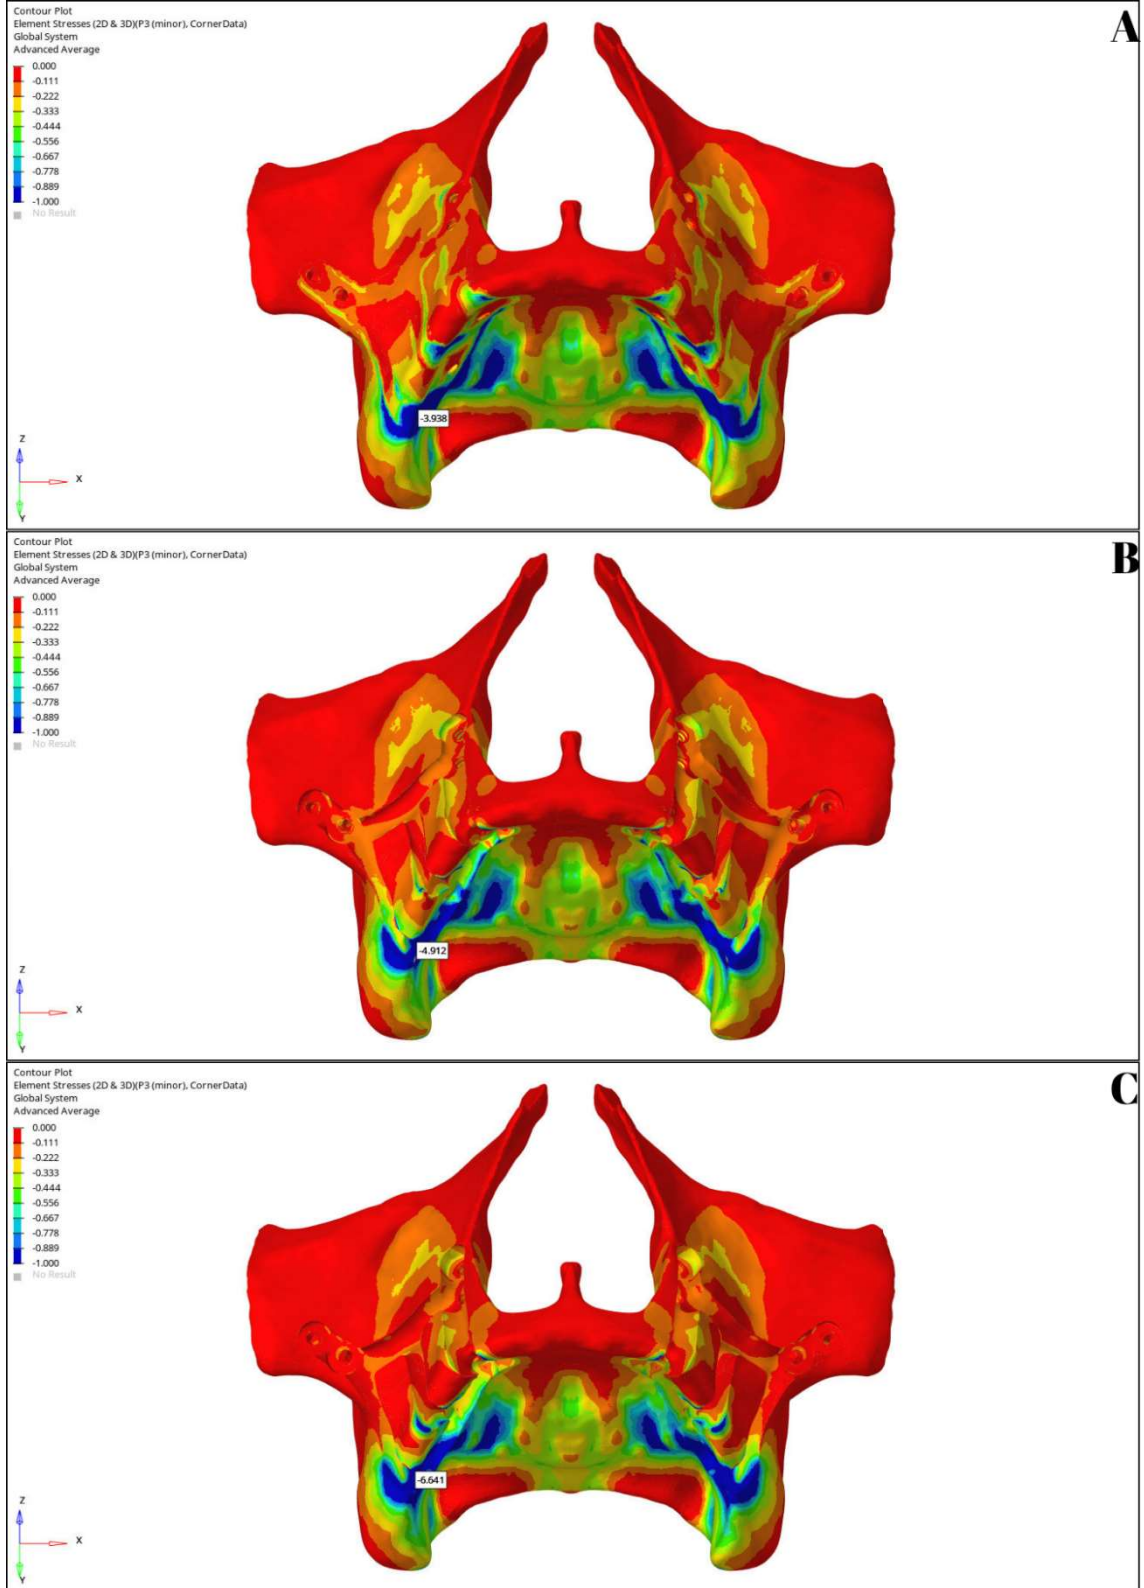 Contour Plot
Element Stresses (2D & 3D)(P3 (minor), CornerData)
Global System
Advanced Average
0.000
-0.111
-0.222
-0.333
-0.444
-0.556
-0.667
-0.778
-0.889
-1.000
No Result
A
-3.938
Z
X
Y
Contour Plot
Element Stresses (2D & 3D)(P3 (minor), CornerData)
Global System
Advanced Average
0.000
-0.111
-0.222
-0.333
-0.444
-0.556
-0.667
-0.778
-0.889
-1.000
No Result
B
-4.912
Z
X
Y
Contour Plot
Element Stresses (2D & 3D)(P3 (minor), CornerData)
Global System
Advanced Average
0.000
-0.111
-0.222
-0.333
-0.444
-0.556
-0.667
-0.778
-0.889
-1.000
No Result
C
-6.641
Z
X
Y